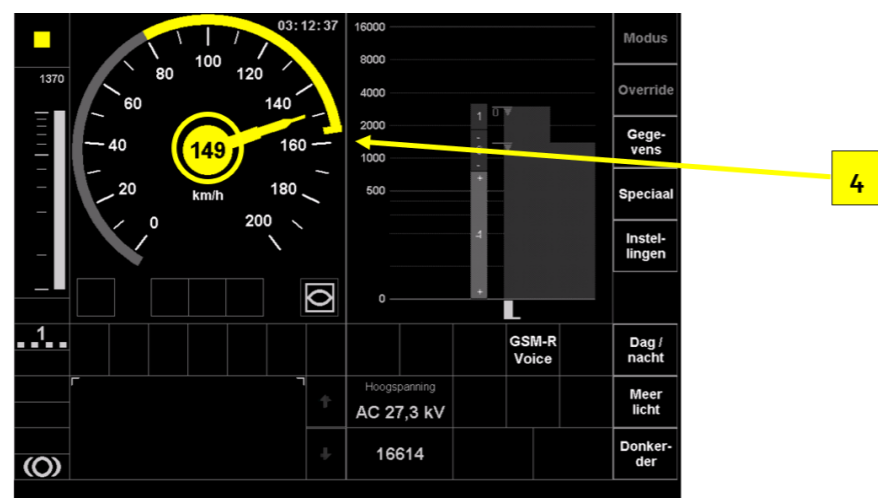 03:12:37
1370
0
20
40
60
80
100
120
140
160
180
200
149
km/h
16000
8000
4000
2000
1000
500
0
1
0
4
Modus
Override
Gege-
vens
Speciaal
Instel-
lingen
4
1
GSM-R
Voice
Dag /
nacht
Hoogspanning
AC 27,3 kV
Meer
licht
16614
Donker-
der